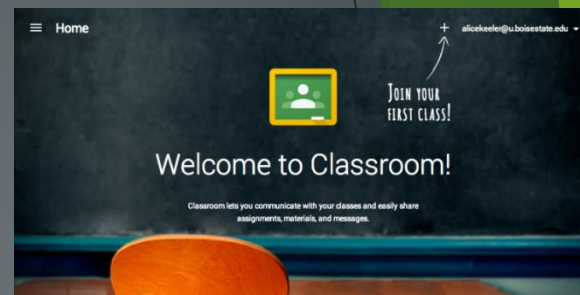 Home
+ alicekeeler@u.boisestate.edu
JOIN YOUR
FIRST CLASS!
Welcome to Classroom!
Classroom lets you communicate with your classes and easily share
assignments, materials, and messages.